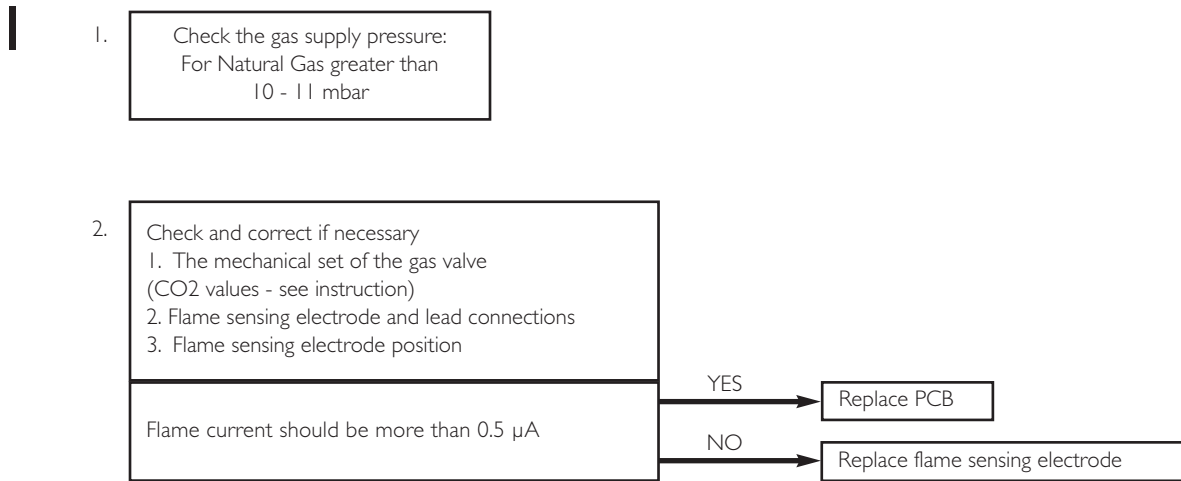 1.
Check the gas supply pressure:
For Natural Gas greater than
10 - 11 mbar
2.
Check and correct if necessary
1. The mechanical set of the gas valve
(CO2 values - see instruction)
2. Flame sensing electrode and lead connections
3. Flame sensing electrode position
Flame current should be more than 0.5 µA
YES
Replace PCB
NO
Replace flame sensing electrode